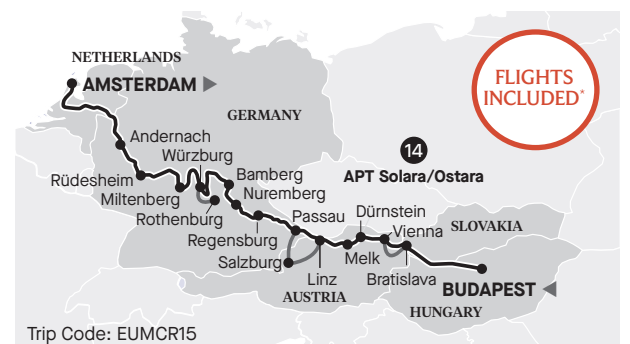 NETHERLANDS
AMSTERDAM
FLIGHTS
INCLUDED*
GERMANY
Andernach
Würzburg
14
APT Solara/Ostara
Rüdesheim
Bamberg
Miltenberg
Nuremberg
Rothenburg
Passau
Dürnstein
SLOVAKIA
Regensburg
Vienna
Salzburg
Melk
Linz
Bratislava
AUSTRIA
BUDAPEST
HUNGARY
Trip Code: EUMCR15